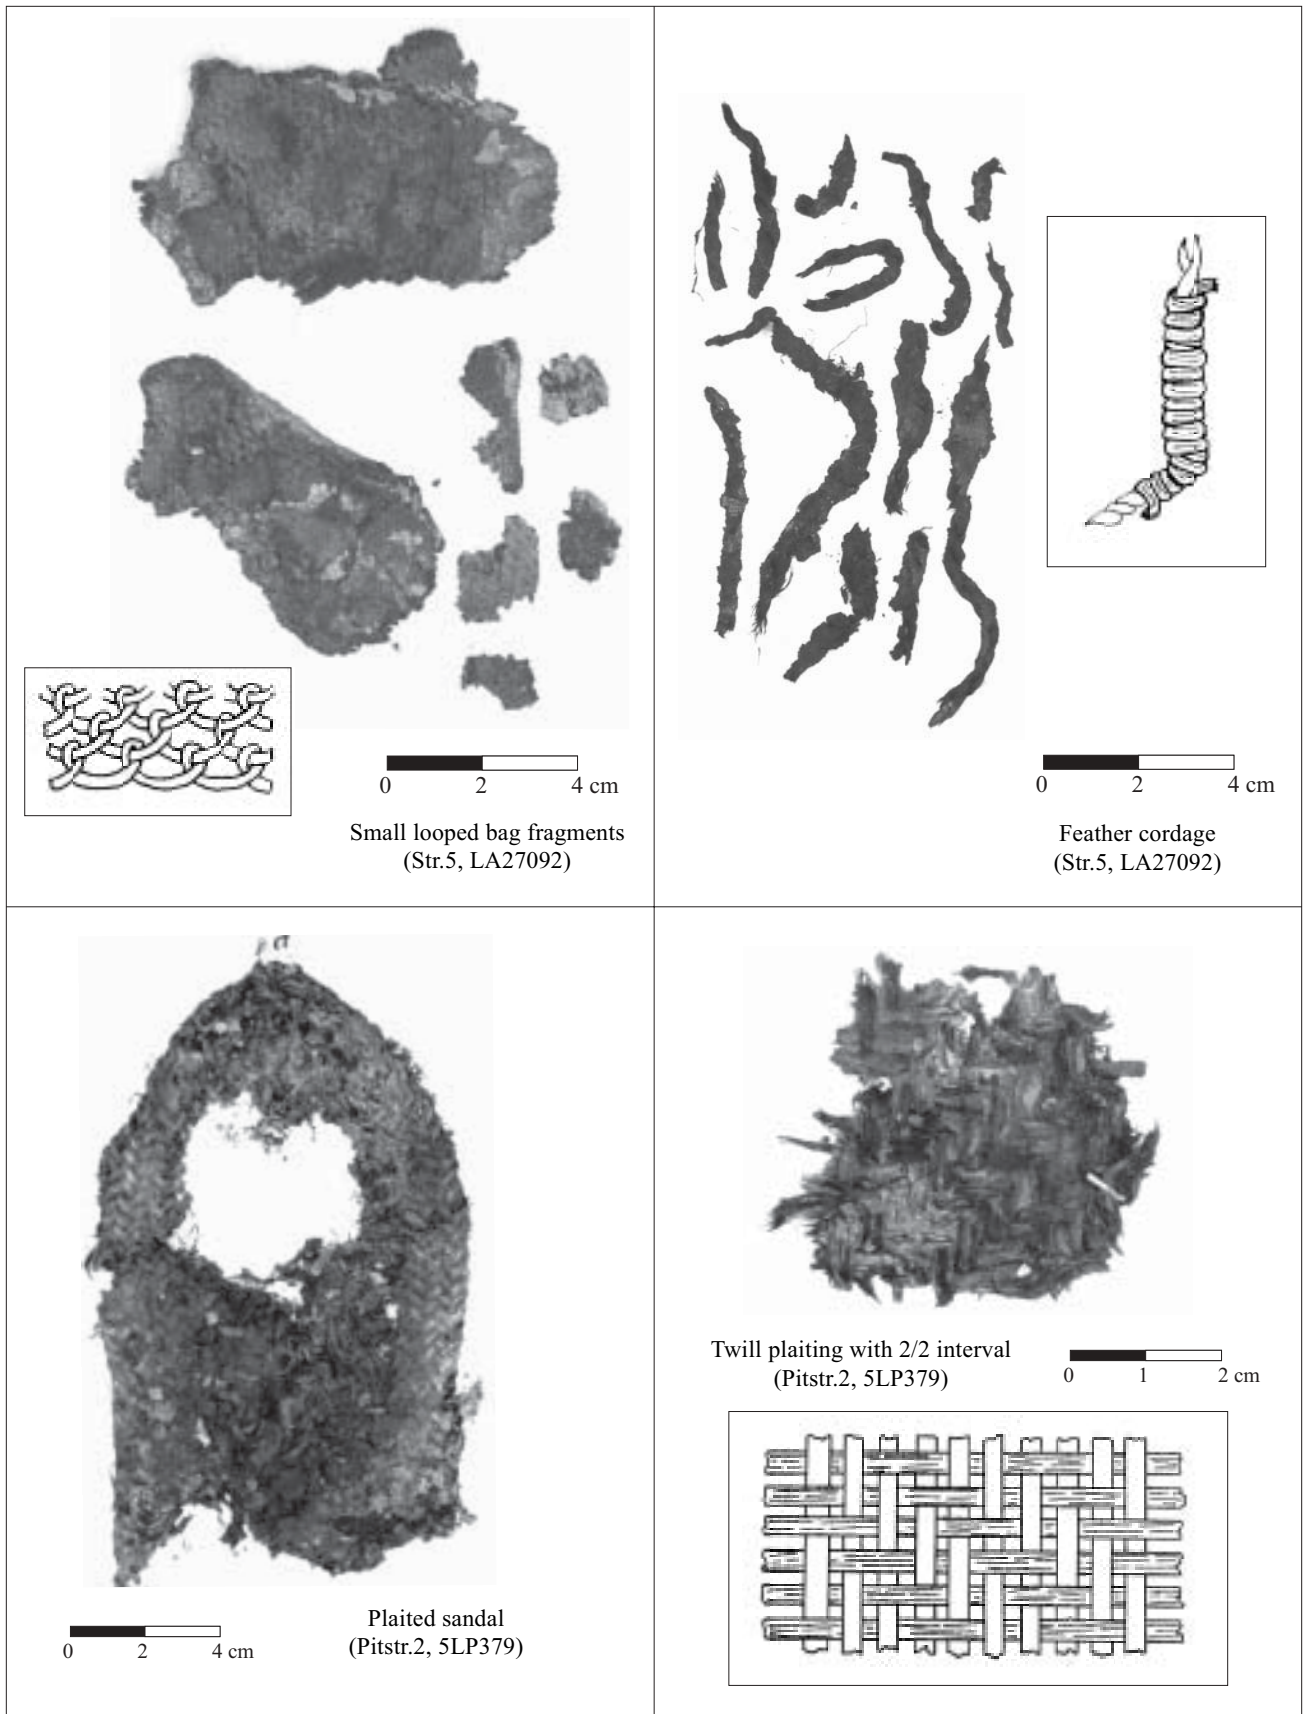 0 2 4 cm
Small looped bag fragments
(Str.5, LA27092)
0 2 4 cm
Feather cordage
(Str.5, LA27092)
0 2 4 cm
Plaited sandal
(Pitstr.2, 5LP379)
Twill plaiting with 2/2 interval
(Pitstr.2, 5LP379)
0 1 2 cm